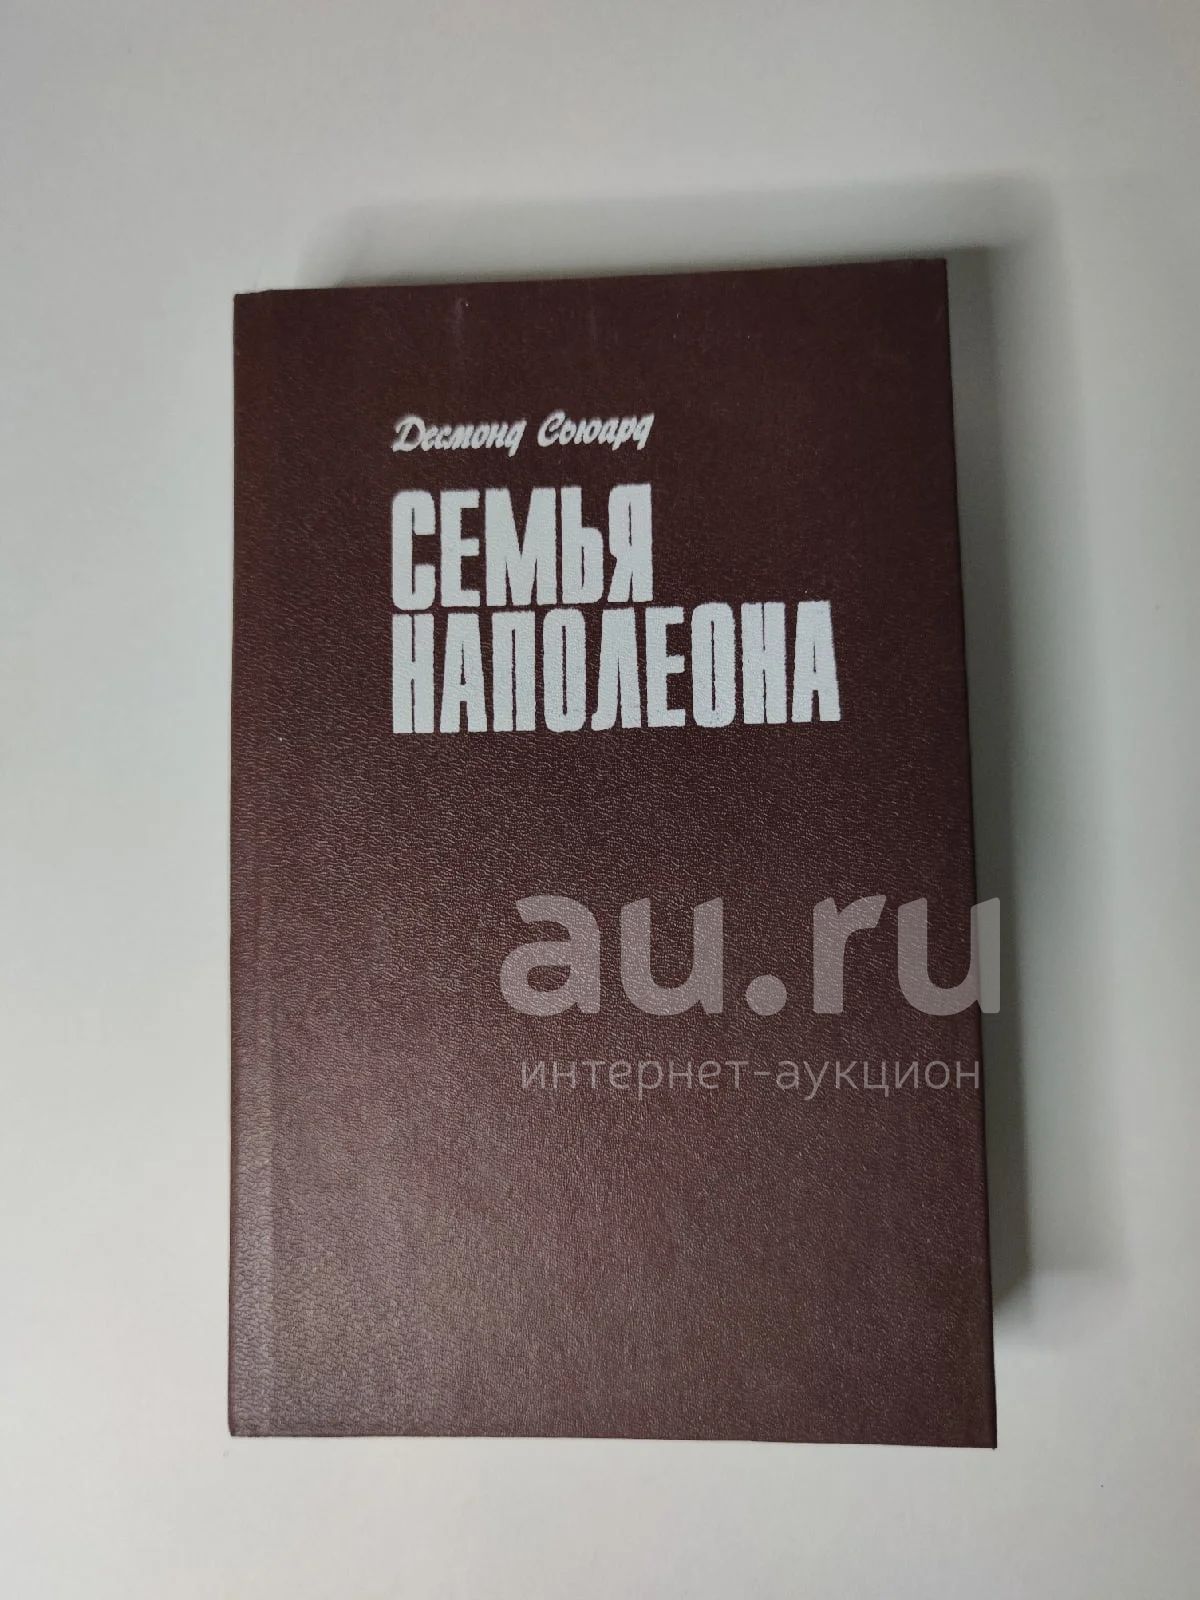 Десмонд Сьюард
СЕМЬЯ
НАПОЛЕОНА
au.ru
интернет-аукцион